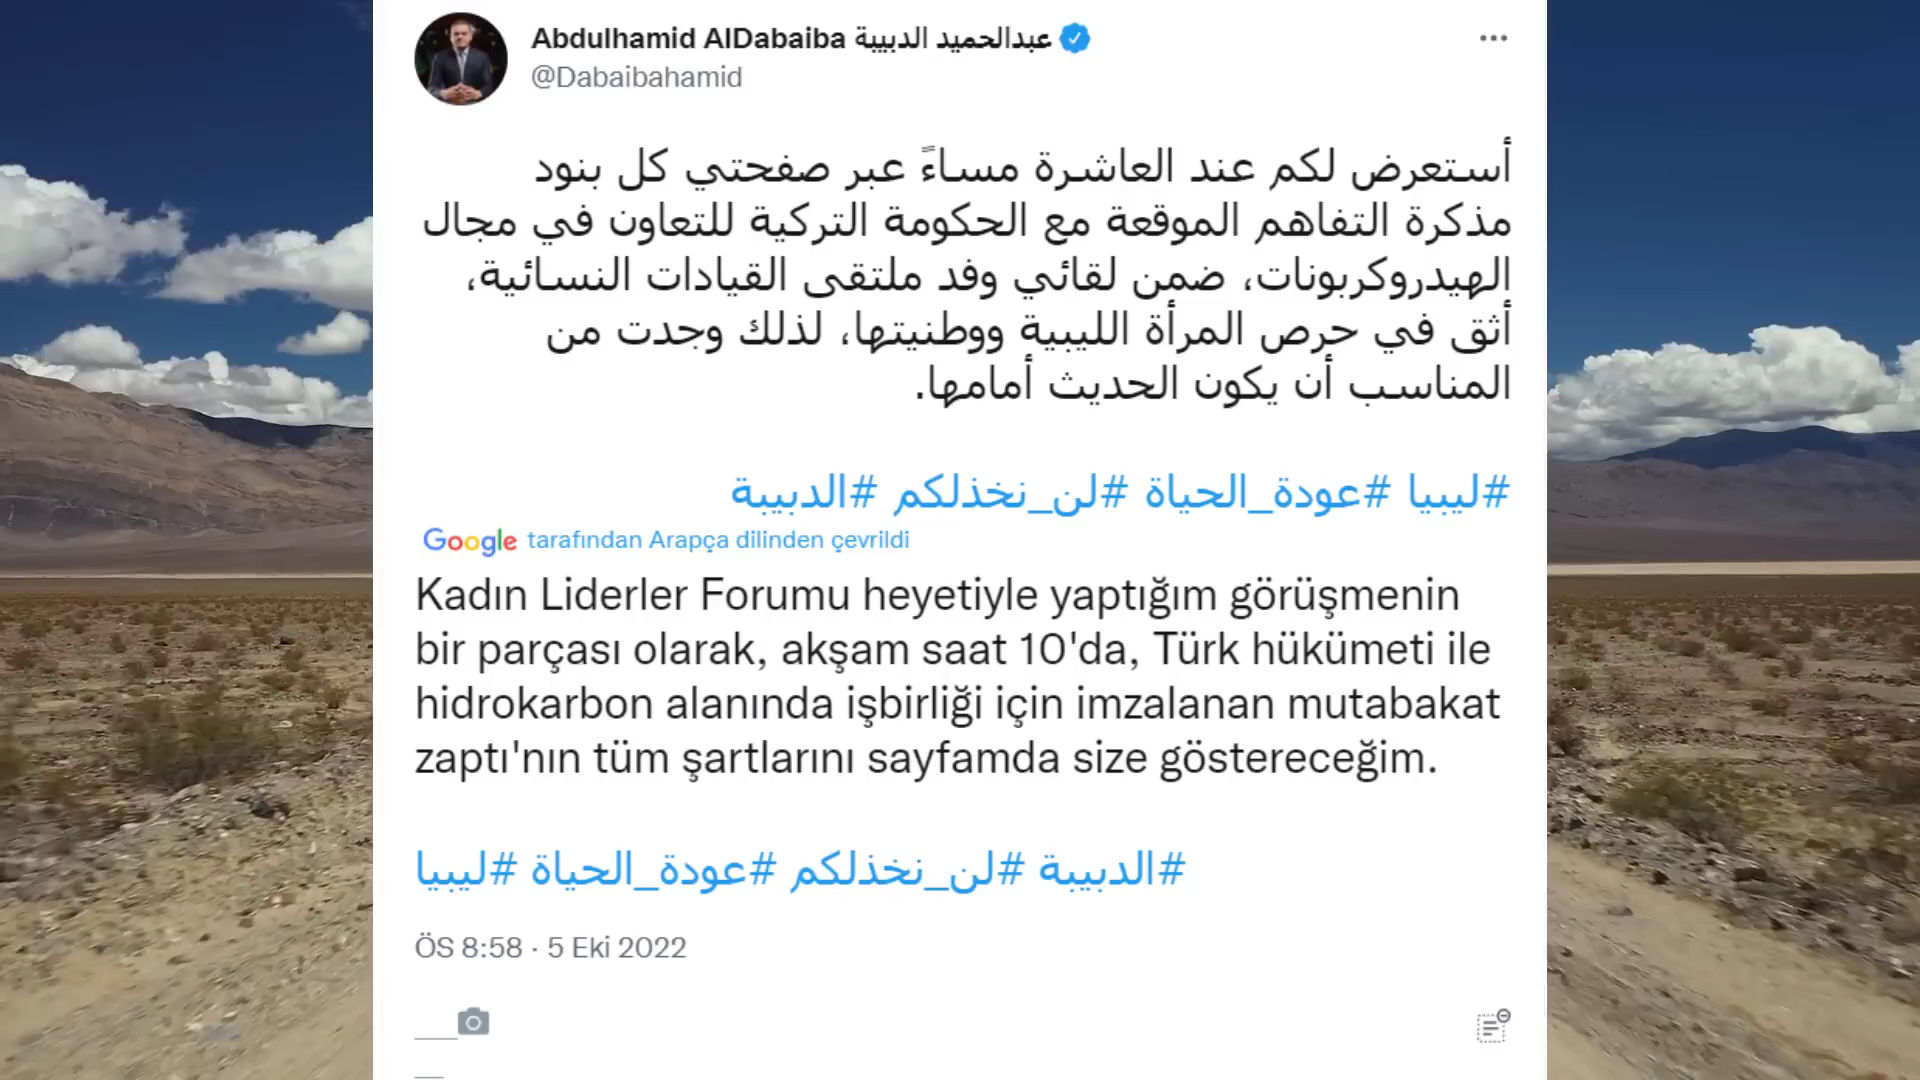 Abdulhamid AlDabaiba عبدالحميد الدبيبة
@Dabaibahamid
أستعرض لكم عند العاشرة مساءً عبر صفحتي كل بنود
مذكرة التفاهم الموقعة مع الحكومة التركية للتعاون في مجال
الهيدروكربونات، ضمن لقائي وفد ملتقى القيادات النسائية،
أثق في حرص المرأة الليبية ووطنيتها، لذلك وجدت من
المناسب أن يكون الحديث أمامها.
#ليبيا #عودة_الحياة #لن_نخذلكم #الدبيبة
Google tarafından Arapça dilinden çevrildi
Kadın Liderler Forumu heyetiyle yaptığım görüşmenin
bir parçası olarak, akşam saat 10'da, Türk hükümeti ile
hidrokarbon alanında işbirliği için imzalanan mutabakat
zaptı'nın tüm şartlarını sayfamda size göstereceğim.
#الدبيبة #لن_نخذلكم #عودة_الحياة #ليبيا
ÖS 8:58 · 5 Eki 2022